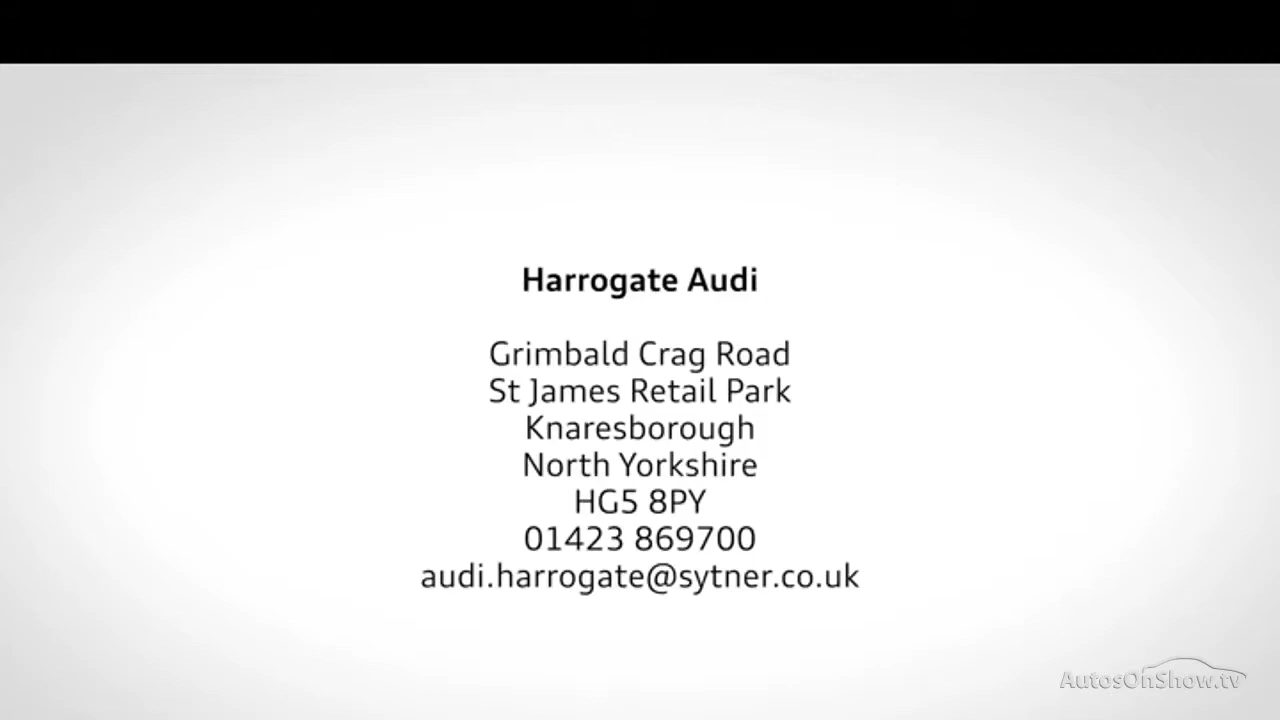 Harrogate Audi
Grimbald Crag Road
St James Retail Park
Knaresborough
North Yorkshire
HG5 8PY
01423 869700
audi.harrogate@sytner.co.uk
AutosOnShow.tv